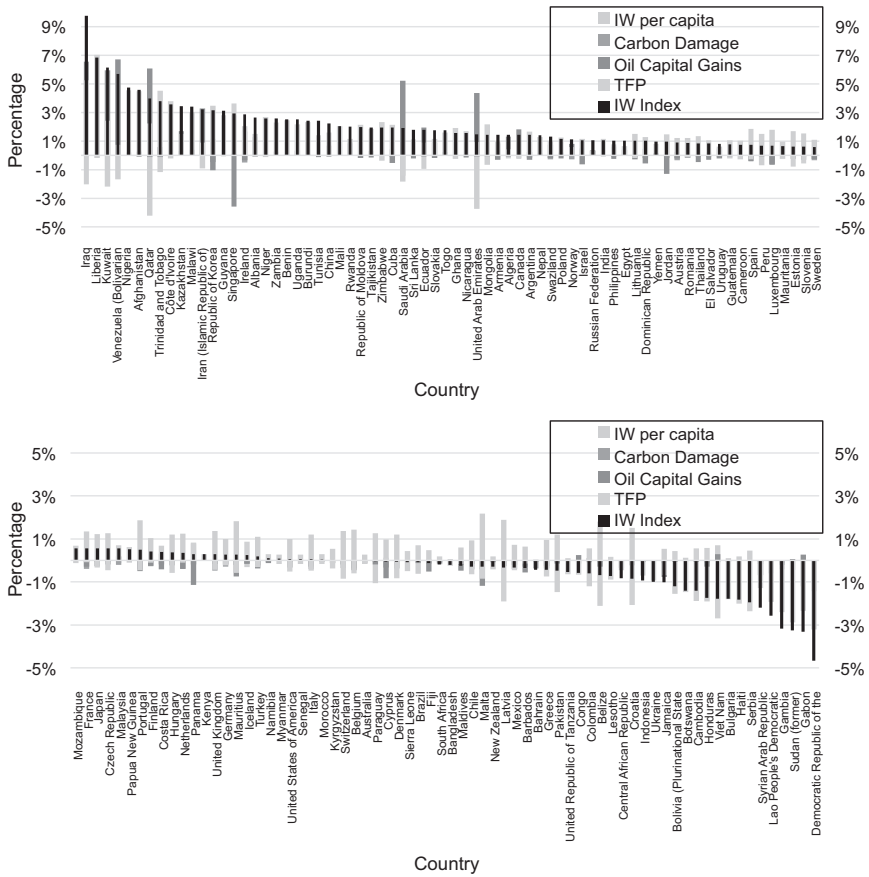 IW per capita
Carbon Damage
Oil Capital Gains
TFP
IW Index
9%
7%
5%
3%
1%
-1%
-3%
-5%
9%
7%
5%
3%
1%
-1%
-3%
-5%
Percentage
Iraq
Liberia
Kuwait
Venezuela (Bolivarian
Nigeria
Afghanistan
Qatar
Trinidad and Tobago
Côte d'Ivore
Kazakhstan
Malawi
Iran (Islamic Republic of)
Republic of Korea
Guyana
Singapore
Ireland
Albania
Niger
Zambia
Benin
Uganda
Burundi
Tunisia
China
Mali
Rwanda
Republic of Moldova
Tajikistan
Zimbabwe
Cuba
Saudi Arabia
Sri Lanka
Ecuador
Slovakia
Togo
Ghana
Nicaragua
United Arab Emirates
Mongolia
Armenia
Algeria
Canada
Argentina
Nepal
Swaziland
Poland
Norway
Israel
Russian Federation
India
Philippines
Egypt
Lithuania
Dominican Republic
Yemen
Jordan
Austria
Romania
Thailand
El Salvador
Uruguay
Guatemala
Cameroon
Spain
Peru
Luxembourg
Mauritania
Estonia
Slovenia
Sweden
Country
IW per capita
Carbon Damage
Oil Capital Gains
TFP
IW Index
5%
3%
1%
-1%
-3%
-5%
5%
3%
1%
-1%
-3%
-5%
Percentage
Mozambique
France
Japan
Czech Republic
Malaysia
Papua New Guinea
Portugal
Finland
Costa Rica
Hungary
Netherlands
Panama
Kenya
United Kingdom
Germany
Mauritius
Iceland
Turkey
Namibia
Myanmar
United States of America
Senegal
Italy
Morocco
Kyrgyzstan
Switzerland
Belgium
Australia
Paraguay
Cyprus
Denmark
Sierra Leone
Brazil
Fiji
South Africa
Bangladesh
Maldives
Chile
Malta
New Zealand
Latvia
Mexico
Barbados
Bahrain
Greece
Pakistan
United Republic of Tanzania
Congo
Colombia
Belize
Lesotho
Central African Republic
Croatia
Indonesia
Ukraine
Jamaica
Bolivia (Plurinational State
Botswana
Cambodia
Honduras
Viet Nam
Bulgaria
Haiti
Serbia
Syrian Arab Republic
Lao People's Democratic
Gambia
Sudan (former)
Gabon
Democratic Republic of the
Country